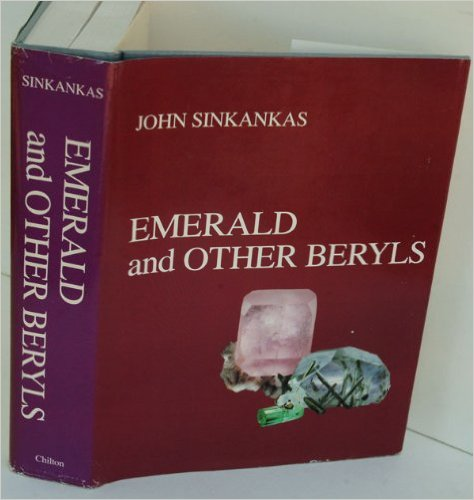 SINKANKAS
EMERALD
and OTHER BERYLS
Chilton
JOHN SINKANKAS
EMERALD
and OTHER BERYLS